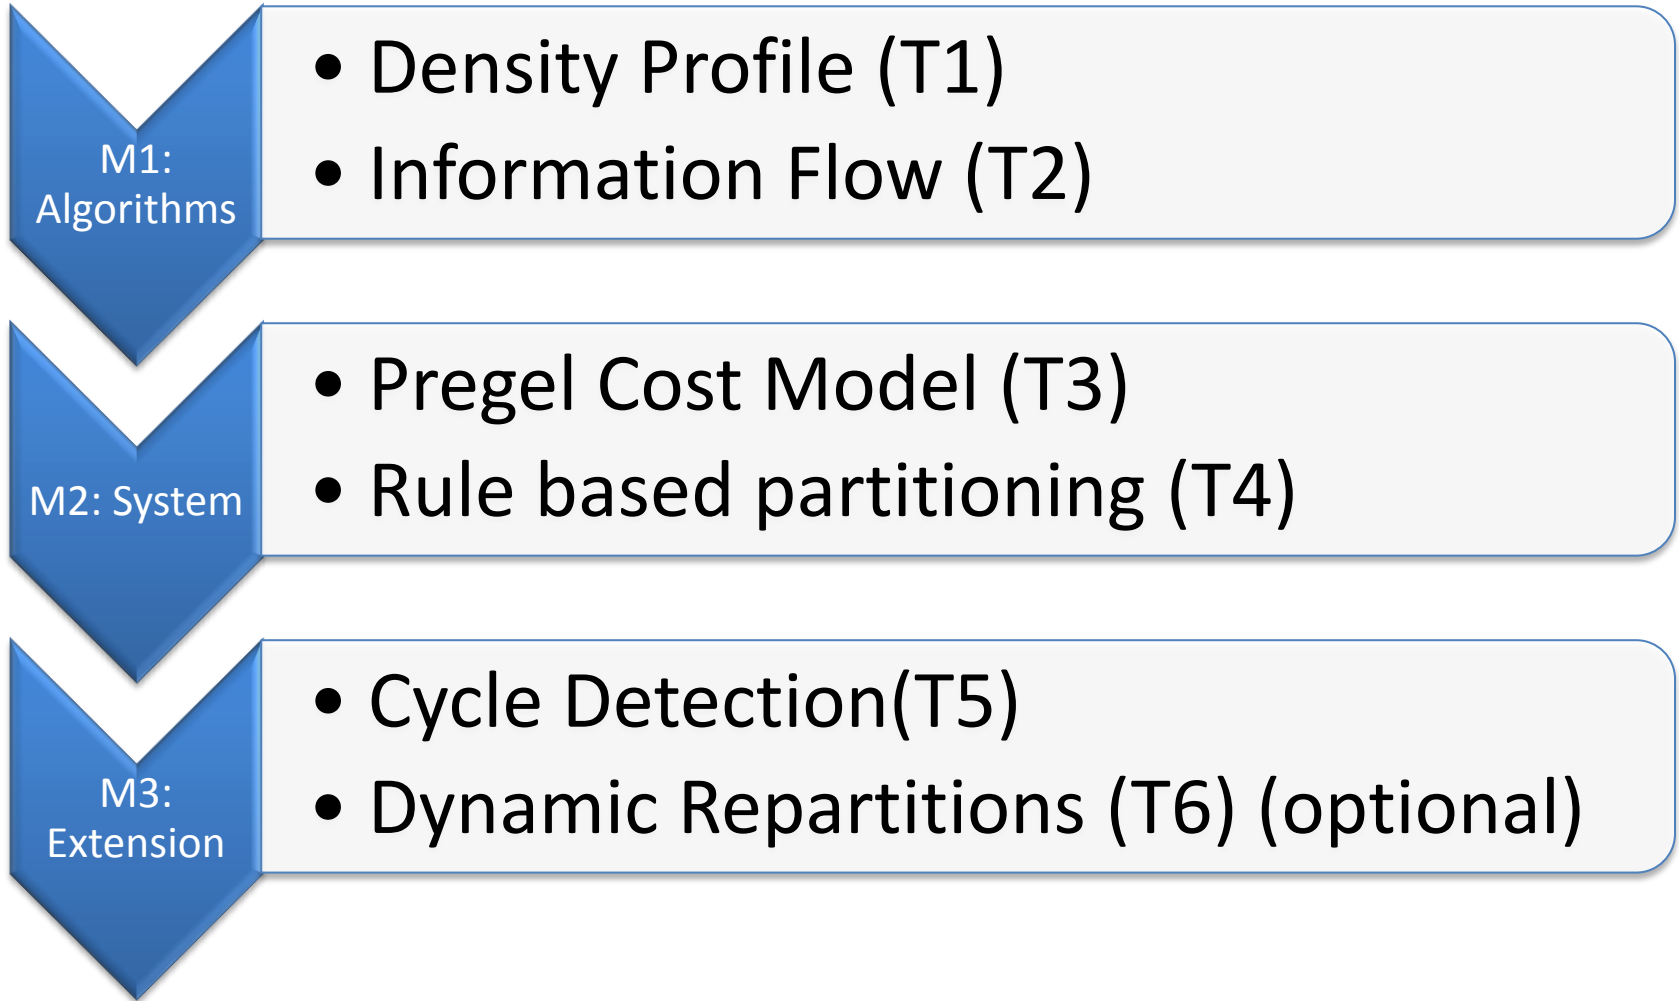 M1:
Algorithms
• Density Profile (T1)
• Information Flow (T2)
M2: System
• Pregel Cost Model (T3)
• Rule based partitioning (T4)
M3:
Extension
• Cycle Detection(T5)
• Dynamic Repartitions (T6) (optional)